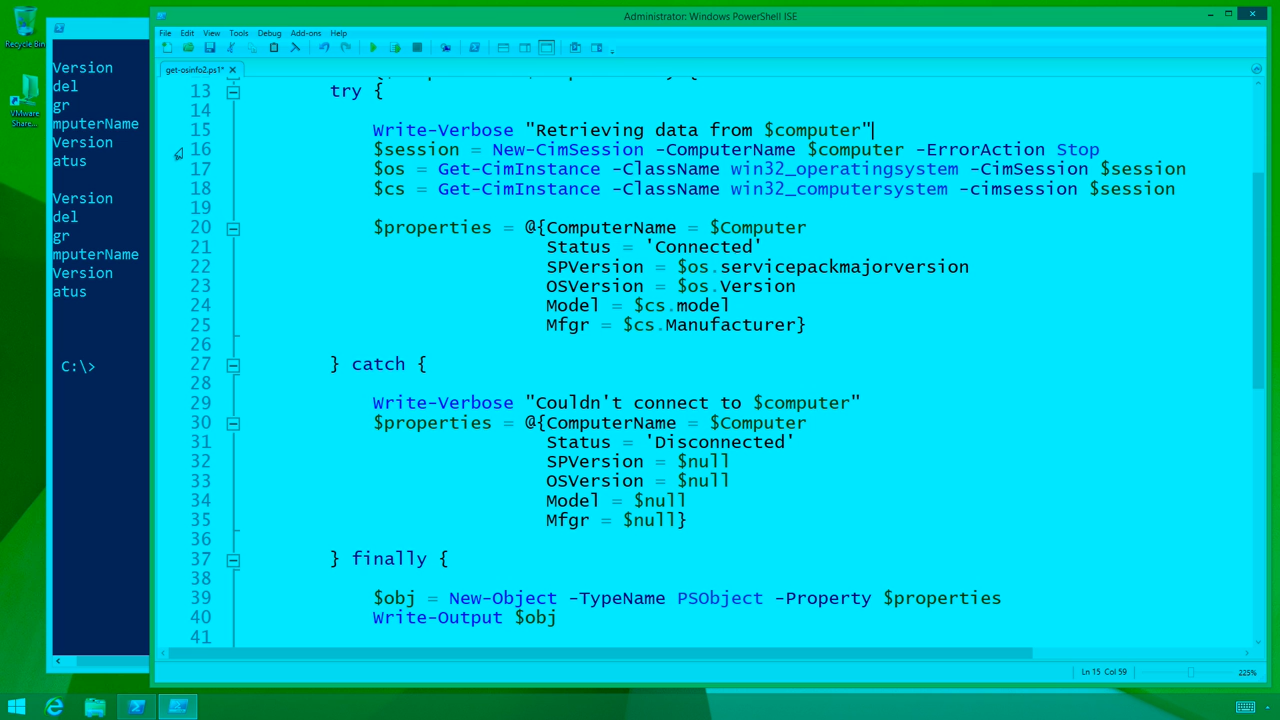 Administrator: Windows PowerShell ISE
File Edit View Tools Debug Add-ons Help
get-osinfo2.ps1*
13 try {
14
15 Write-Verbose "Retrieving data from $computer"
16 $session = New-CimSession -ComputerName $computer -ErrorAction Stop
17 $os = Get-CimInstance -ClassName win32_operatingsystem -CimSession $session
18 $cs = Get-CimInstance -ClassName win32_computersystem -cimsession $session
19
20 $properties = @{ComputerName = $Computer
21 Status = 'Connected'
22 SPVersion = $os.servicepackmajorversion
23 OSVersion = $os.Version
24 Model = $cs.model
25 Mfgr = $cs.Manufacturer}
26
27 } catch {
28
29 Write-Verbose "Couldn't connect to $computer"
30 $properties = @{ComputerName = $Computer
31 Status = 'Disconnected'
32 SPVersion = $null
33 OSVersion = $null
34 Model = $null
35 Mfgr = $null}
36
37 } finally {
38
39 $obj = New-Object -TypeName PSObject -Property $properties
40 Write-Output $obj
41
Ln 15 Col 59
225%
Version
del
gr
mputerName
Version
atus
Version
del
gr
mputerName
Version
atus
C:\>
Recycle Bin
VMware
Share...